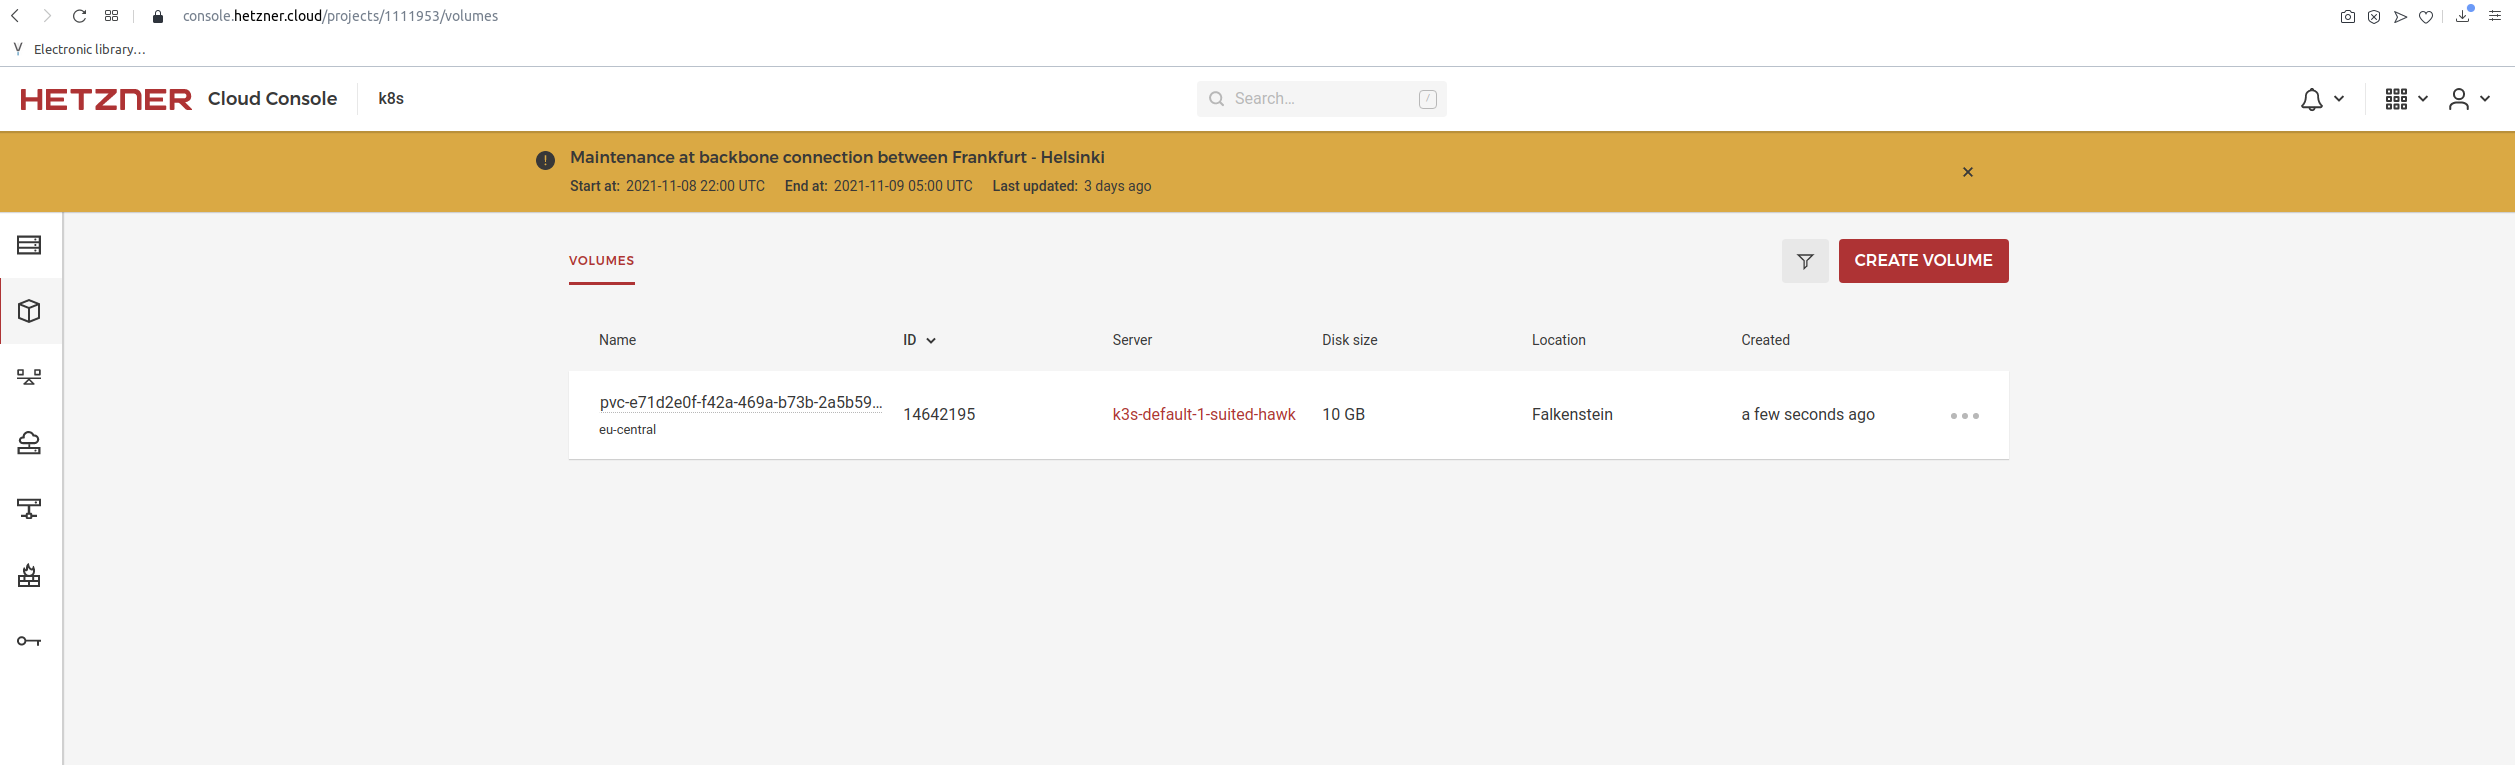 console.hetzner.cloud/projects/1111953/volumes
Electronic library...
HETZNER Cloud Console k8s Search... /
Maintenance at backbone connection between Frankfurt - Helsinki
Start at: 2021-11-08 22:00 UTC End at: 2021-11-09 05:00 UTC Last updated: 3 days ago
VOLUMES CREATE VOLUME
Name ID Server Disk size Location Created
pvc-e71d2e0f-f42a-469a-b73b-2a5b59... 14642195 k3s-default-1-suited-hawk 10 GB Falkenstein a few seconds ago
eu-central